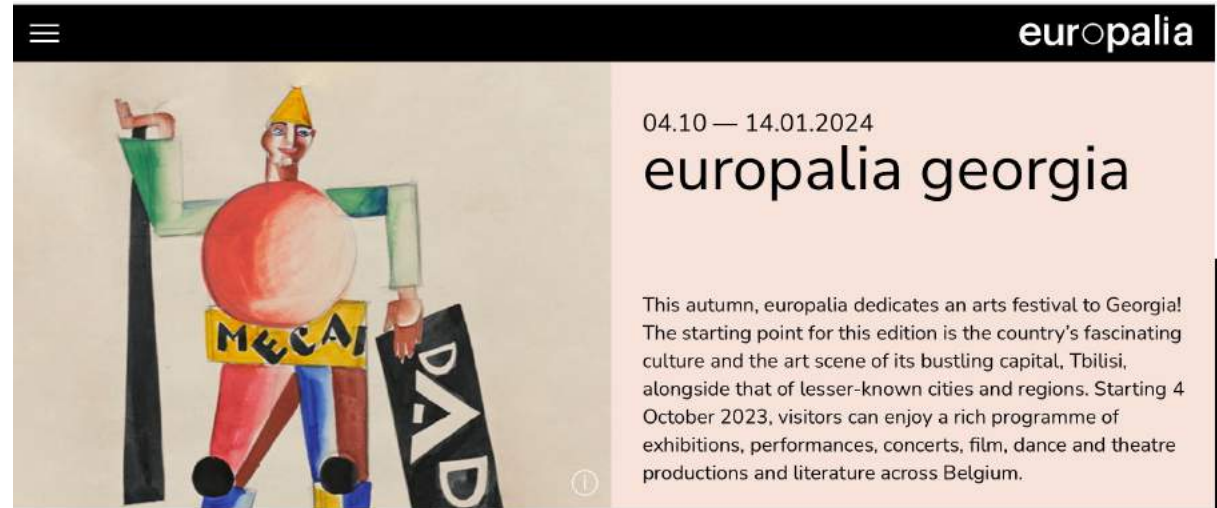 europalia
MECA
DAD
04.10 — 14.01.2024
europalia georgia
This autumn, europalia dedicates an arts festival to Georgia!
The starting point for this edition is the country's fascinating
culture and the art scene of its bustling capital, Tbilisi,
alongside that of lesser-known cities and regions. Starting 4
October 2023, visitors can enjoy a rich programme of
exhibitions, performances, concerts, film, dance and theatre
productions and literature across Belgium.